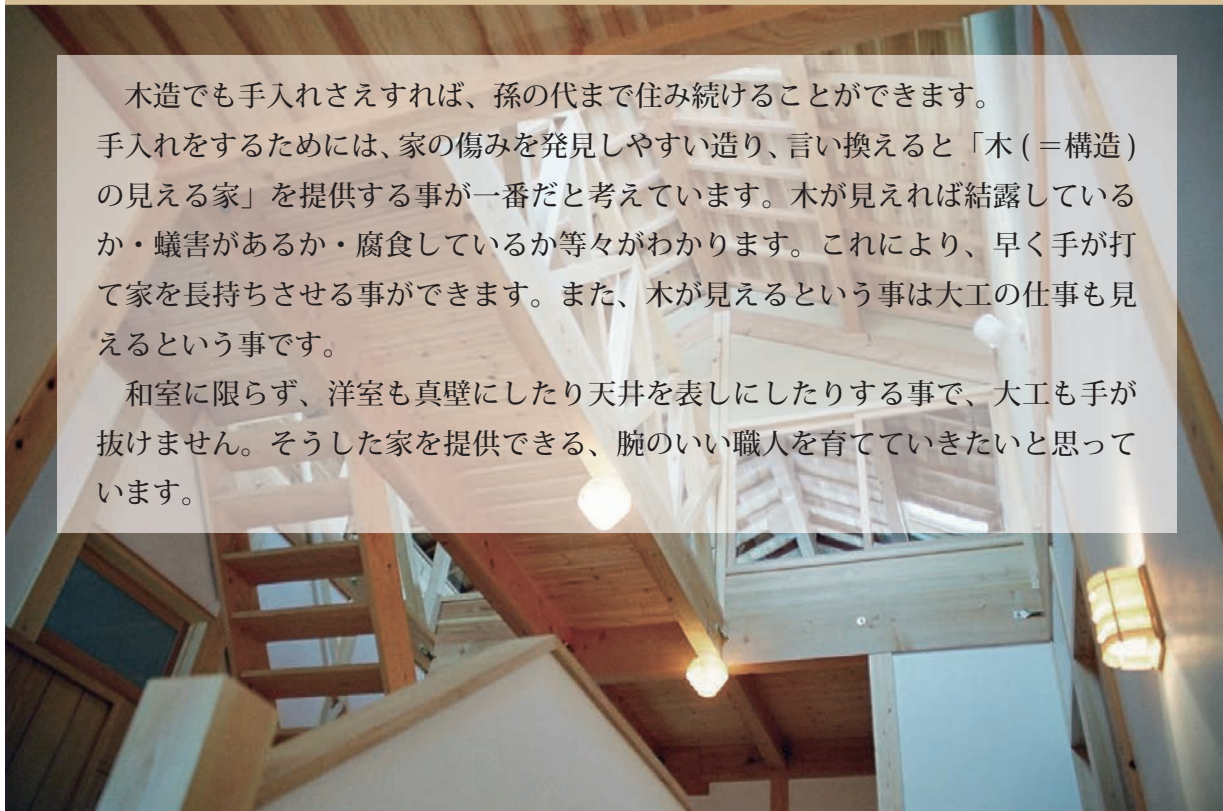 木造でも手入れさえすれば、孫の代まで住み続けることができます。
手入れをするためには、家の傷みを発見しやすい造り、言い換えると「木 ( ＝構造 )
の見える家」を提供する事が一番だと考えています。木が見えれば結露している
か・蟻害があるか・腐食しているか等々がわかります。これにより、早く手が打
て家を長持ちさせる事ができます。また、木が見えるという事は大工の仕事も見
えるという事です。
　和室に限らず、洋室も真壁にしたり天井を表しにしたりする事で、大工も手が
抜けません。そうした家を提供できる、腕のいい職人を育てていきたいと思って
います。